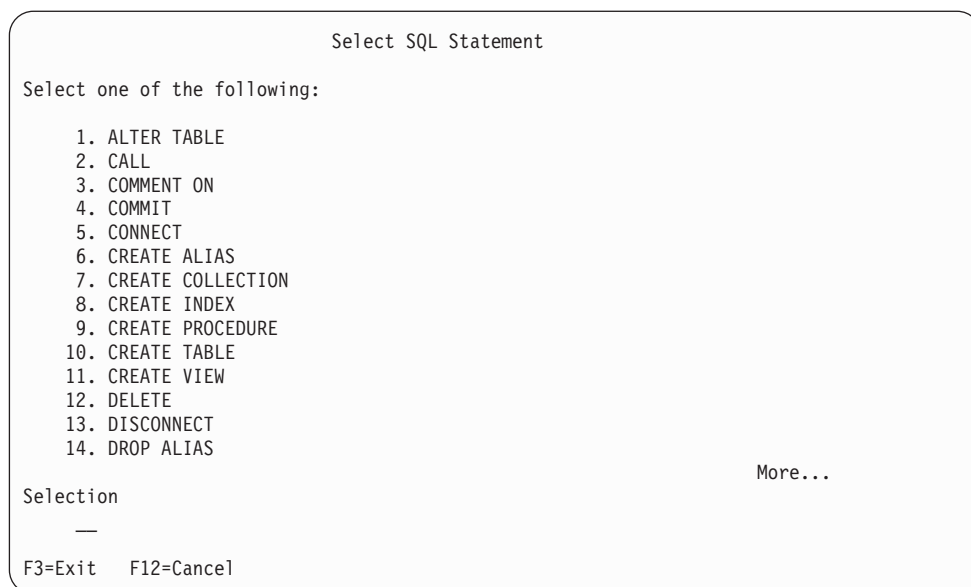 Select SQL Statement
Select one of the following:
1. ALTER TABLE
2. CALL
3. COMMENT ON
4. COMMIT
5. CONNECT
6. CREATE ALIAS
7. CREATE COLLECTION
8. CREATE INDEX
9. CREATE PROCEDURE
10. CREATE TABLE
11. CREATE VIEW
12. DELETE
13. DISCONNECT
14. DROP ALIAS
More...
Selection
__
F3=Exit   F12=Cancel